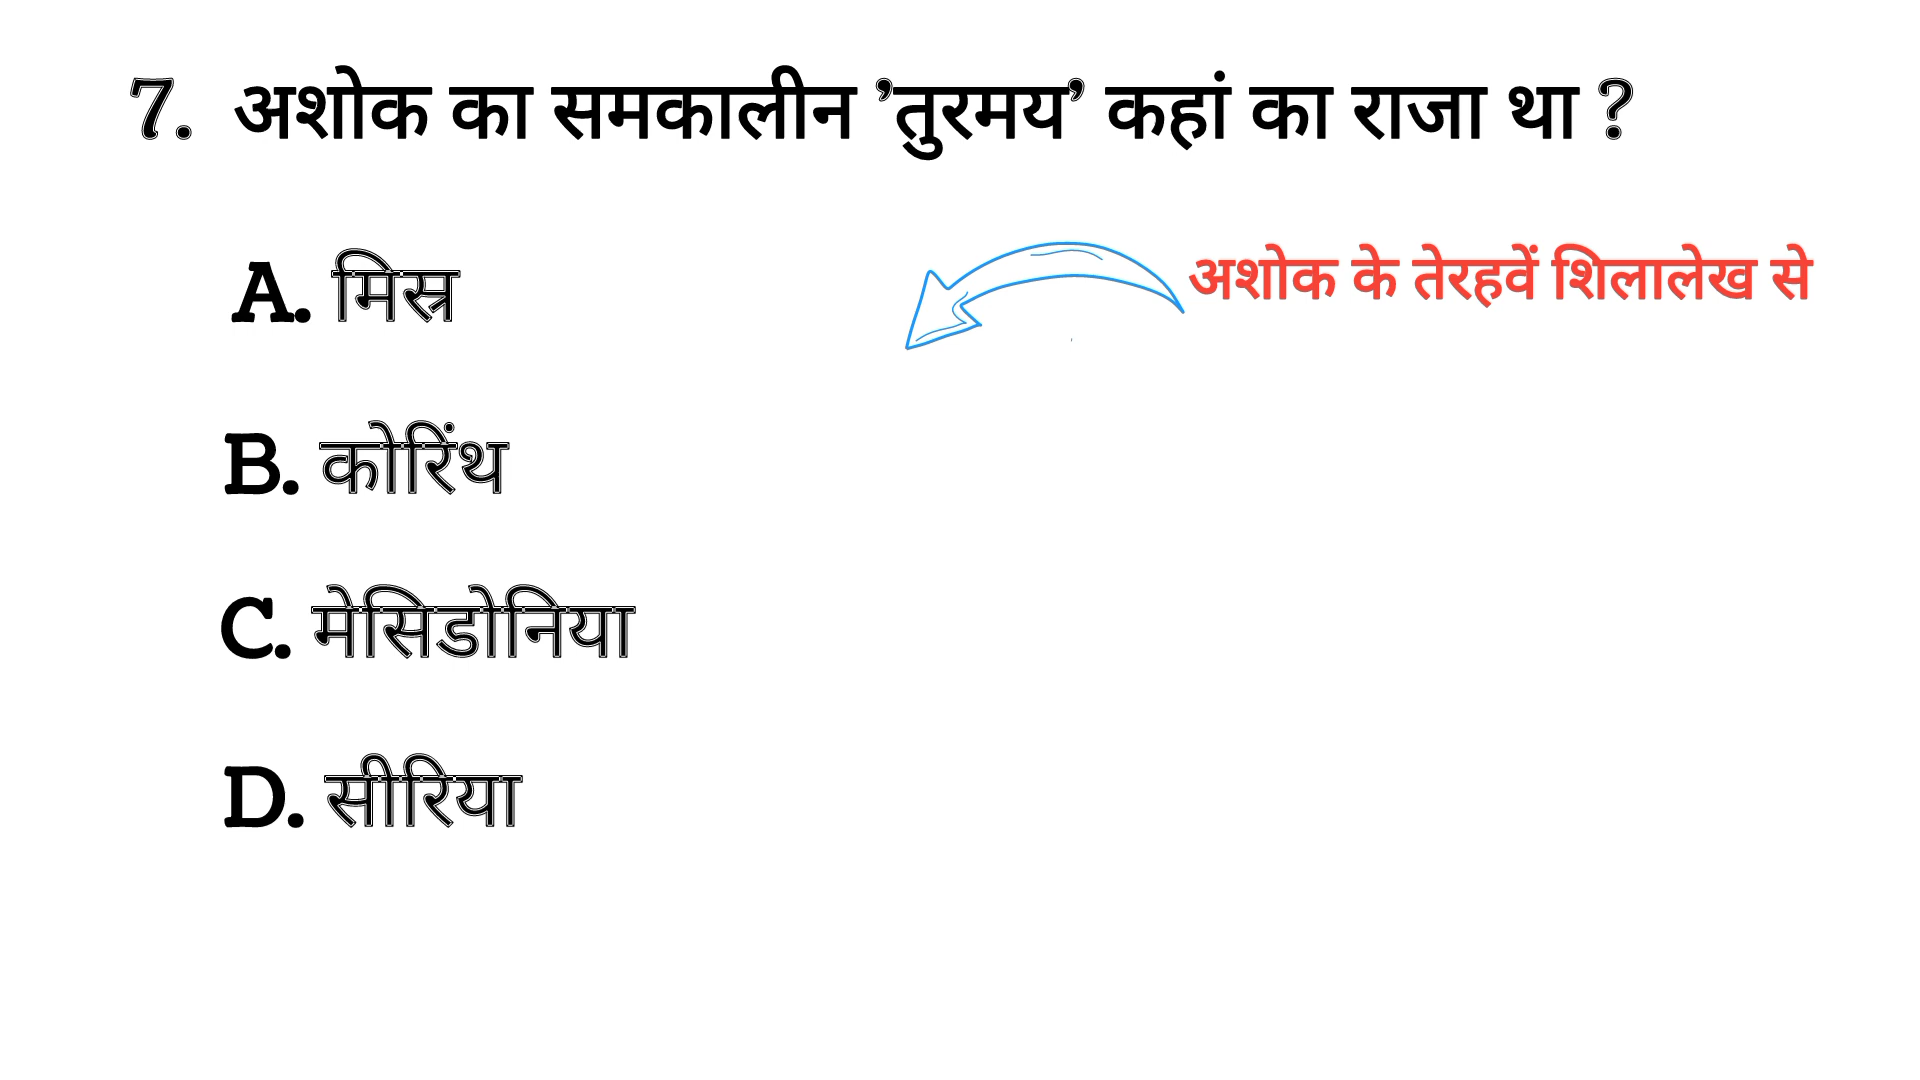 7. अशोक का समकालीन ’तुरमय’ कहां का राजा था ?
A. मिस्र
अशोक के तेरहवें शिलालेख से
B. कोरिंथ
C. मेसिडोनिया
D. सीरिया